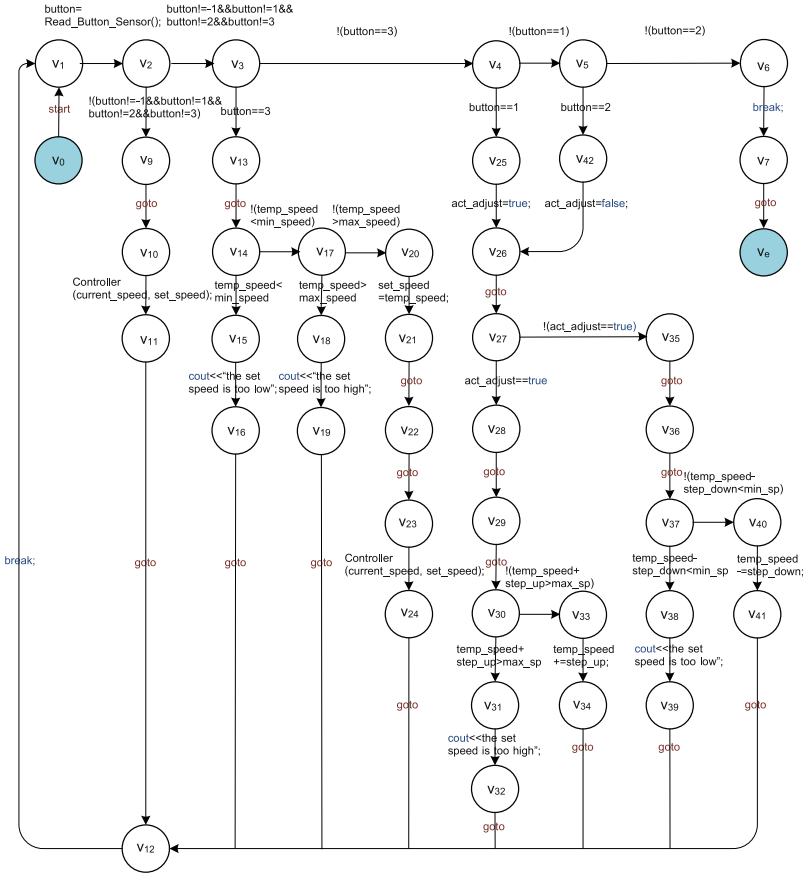 button=
Read_Button_Sensor();
button!=-1&&button!=1&&
button!=2&&button!=3
!(button==3)
!(button==1)
!(button==2)
v1
v2
v3
v4
v5
v6
start
!(button!=-1&&button!=1&&
button!=2&&button!=3)
button==3
button==1
button==2
break;
v0
v9
v13
v25
v42
v7
goto
goto
act_adjust=true;
act_adjust=false;
goto
!(temp_speed
<min_speed)
!(temp_speed
>max_speed)
v10
v14
v17
v20
v26
ve
Controller
(current_speed, set_speed);
temp_speed<
min_speed
temp_speed>
max_speed
set_speed
=temp_speed;
goto
!(act_adjust==true)
v11
v15
v18
v21
v27
v35
cout<<"the set
speed is too low";
cout<<"the set
speed is too high";
goto
act_adjust==true
goto
v16
v19
v22
v28
v36
goto
goto
goto
!(temp_speed-
step_down<min_sp)
v23
v29
v37
v40
break;
goto
goto
goto
Controller
(current_speed, set_speed);
goto
!(temp_speed+
step_up>max_sp)
temp_speed-
step_down<min_sp
temp_speed
-=step_down;
v24
v30
v33
v38
v41
temp_speed+
step_up>max_sp
temp_speed
+=step_up;
cout<<the set
speed is too low";
goto
v31
v34
v39
cout<<the set
speed is too high";
goto
goto
v32
goto
v12